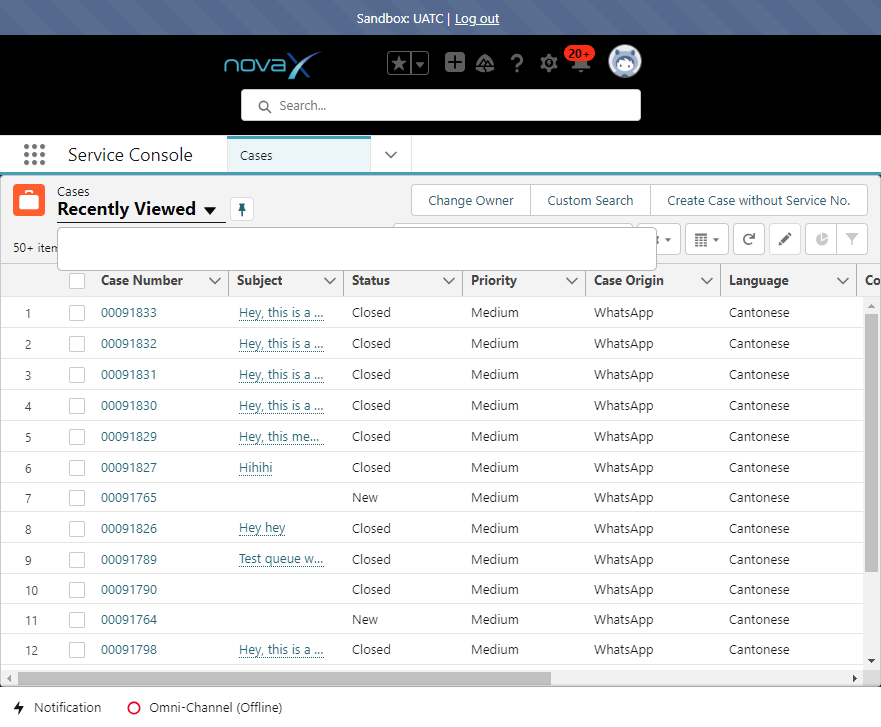 Sandbox: UATC | Log out
novaX
20+
Search...
Service Console
Cases
Cases
Recently Viewed
Change Owner
Custom Search
Create Case without Service No.
50+
Case Number Subject Status Priority Case Origin Language
1 00091833 Hey, this is a ... Closed Medium WhatsApp Cantonese
2 00091832 Hey, this is a ... Closed Medium WhatsApp Cantonese
3 00091831 Hey, this is a ... Closed Medium WhatsApp Cantonese
4 00091830 Hey, this is a ... Closed Medium WhatsApp Cantonese
5 00091829 Hey, this me... Closed Medium WhatsApp Cantonese
6 00091827 Hihihi Closed Medium WhatsApp Cantonese
7 00091765 New Medium WhatsApp Cantonese
8 00091826 Hey hey Closed Medium WhatsApp Cantonese
9 00091789 Test queue w... Closed Medium WhatsApp Cantonese
10 00091790 Closed Medium WhatsApp Cantonese
11 00091764 New Medium WhatsApp Cantonese
12 00091798 Hey, this is a ... Closed Medium WhatsApp Cantonese
Notification
Omni-Channel (Offline)